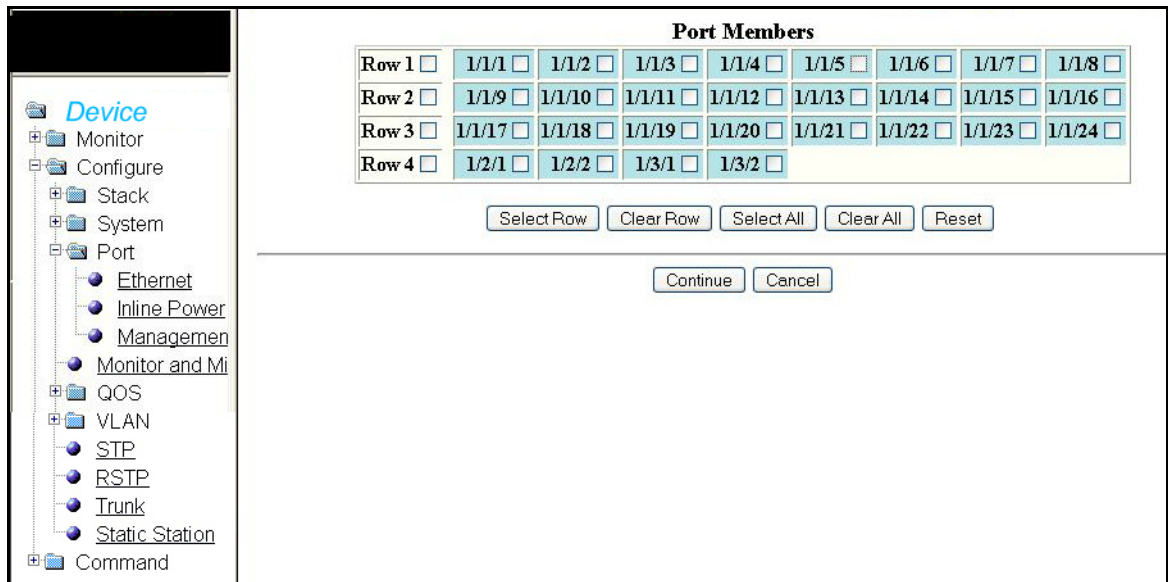 Device
Monitor
Configure
Stack
System
Port
Ethernet
Inline Power
Managemen
Monitor and Mi
QOS
VLAN
STP
RSTP
Trunk
Static Station
Command
Port Members
Row 1 1/1/1 1/1/2 1/1/3 1/1/4 1/1/5 1/1/6 1/1/7 1/1/8
Row 2 1/1/9 1/1/10 1/1/11 1/1/12 1/1/13 1/1/14 1/1/15 1/1/16
Row 3 1/1/17 1/1/18 1/1/19 1/1/20 1/1/21 1/1/22 1/1/23 1/1/24
Row 4 1/2/1 1/2/2 1/3/1 1/3/2
Select Row Clear Row Select All Clear All Reset
Continue Cancel